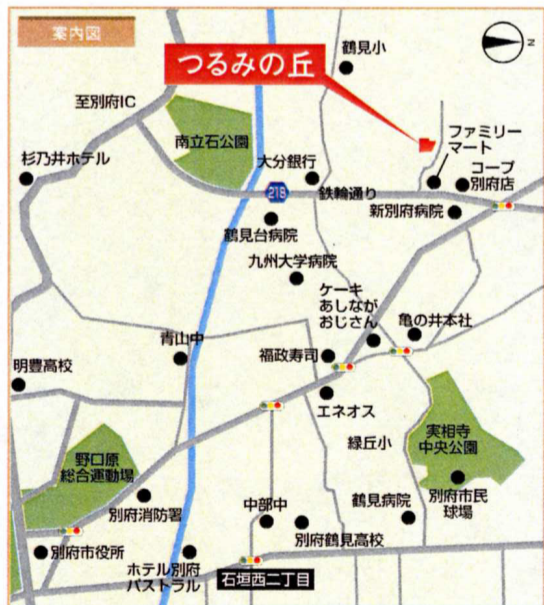 案内図
N
鶴見小
つるみの丘
至別府IC
南立石公園
杉乃井ホテル
大分銀行
ファミリー
マート
コープ
別府店
218
鉄輪通り
新別府病院
鶴見台病院
九州大学病院
ケーキ
あしなが
おじさん
亀の井本社
青山中
福政寿司
明豊高校
エネオス
緑丘小
実相寺
中央公園
野口原
総合運動場
別府市民
球場
別府消防署
中部中
鶴見病院
別府鶴見高校
別府市役所
ホテル別府
パストラル
石垣西二丁目